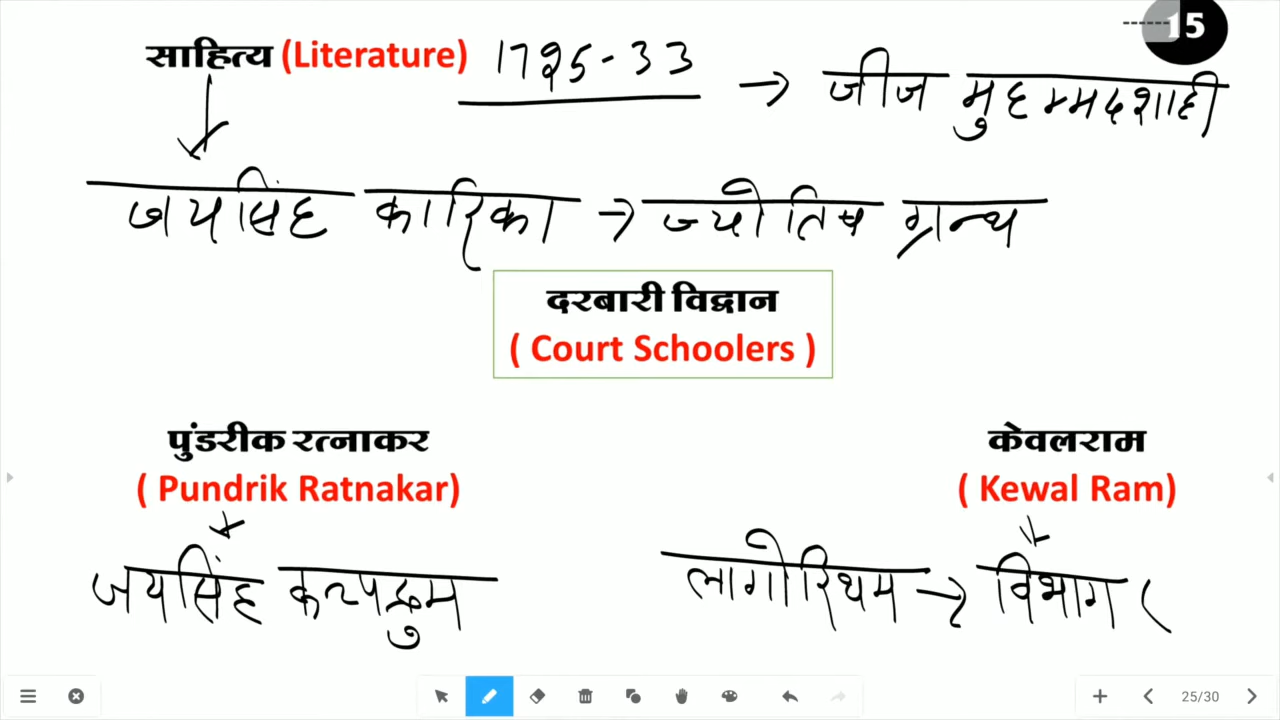 15
साहित्य (Literature) 1725-33 → जीज मुहम्मदशाही
जयसिंह कारिका → ज्योतिष ग्रन्थ
दरबारी विद्वान
( Court Schoolers )
पुंडरीक रत्नाकर
( Pundrik Ratnakar)
केवलराम
( Kewal Ram)
जयसिंह कल्पद्रुम
लागोरिथम → विभाग (
25/30